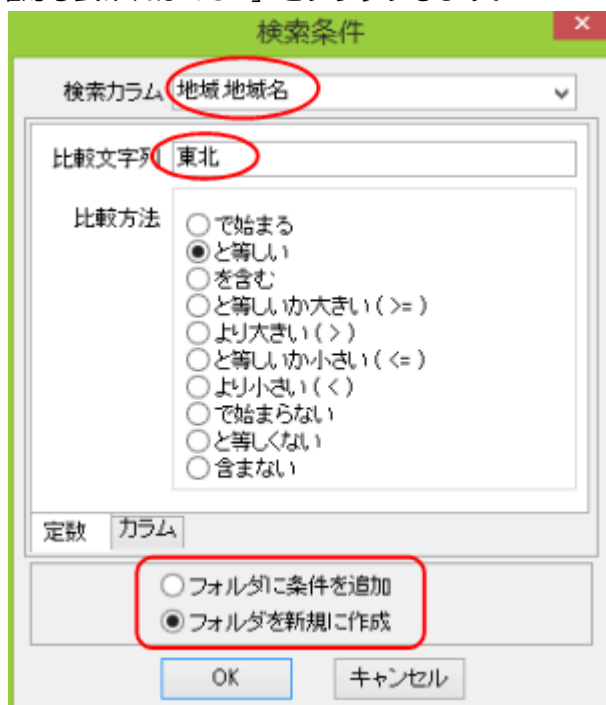 検索条件
検索カラム 地域 地域名
比較文字列 東北
比較方法
で始まる
と等しい
を含む
と等しいか大きい ( >= )
より大きい ( > )
と等しいか小さい ( <= )
より小さい ( < )
で始まらない
と等しくない
含まない
定数 カラム
フォルダに条件を追加
フォルダを新規に作成
OK キャンセル